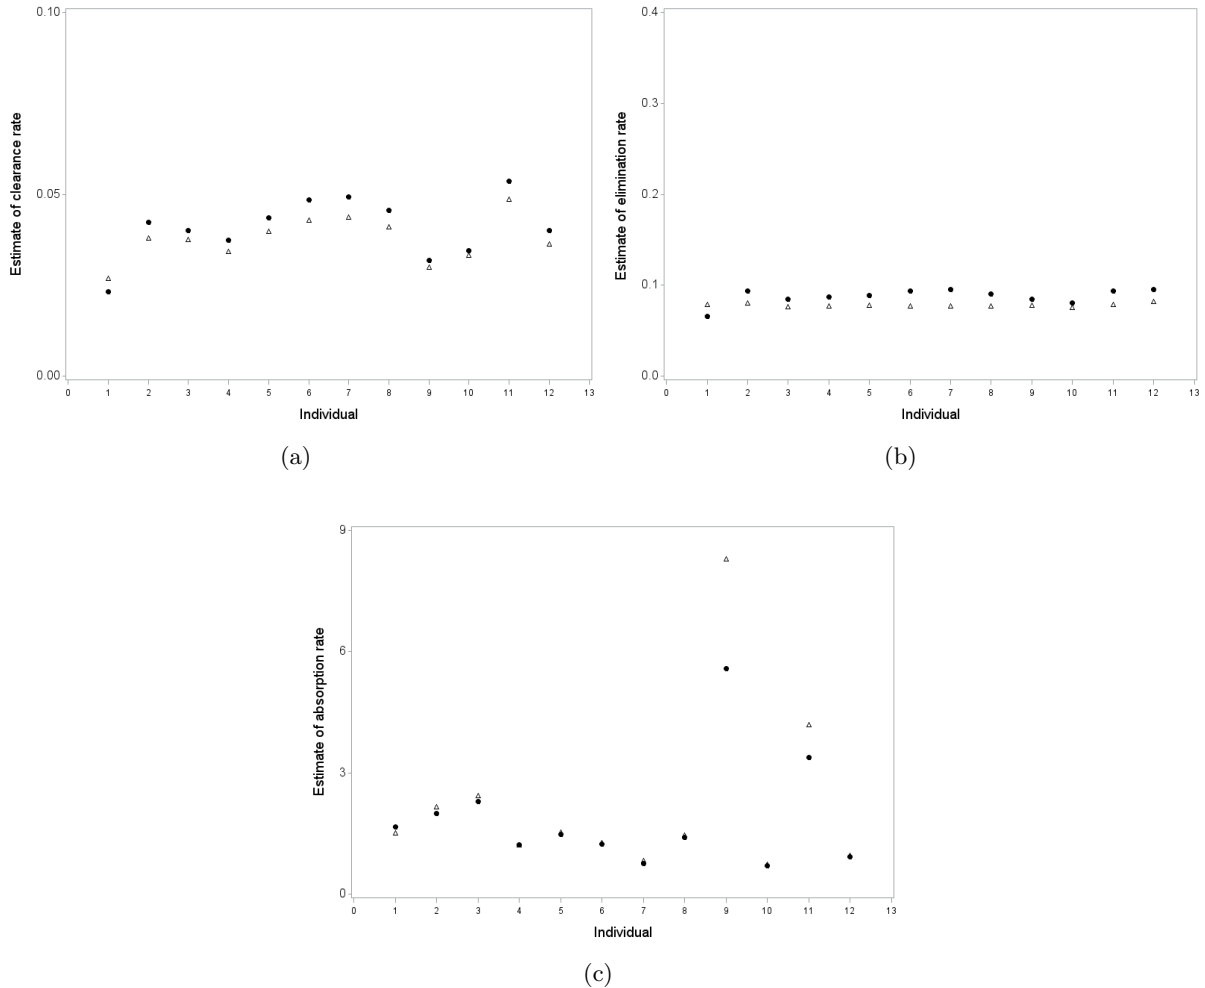 0.10
0.05
0.00
Estimate of clearance rate
0 1 2 3 4 5 6 7 8 9 10 11 12 13
Individual
(a)
0.4
0.3
0.2
0.1
0.0
Estimate of elimination rate
0 1 2 3 4 5 6 7 8 9 10 11 12 13
Individual
(b)
9
6
3
0
Estimate of absorption rate
0 1 2 3 4 5 6 7 8 9 10 11 12 13
Individual
(c)